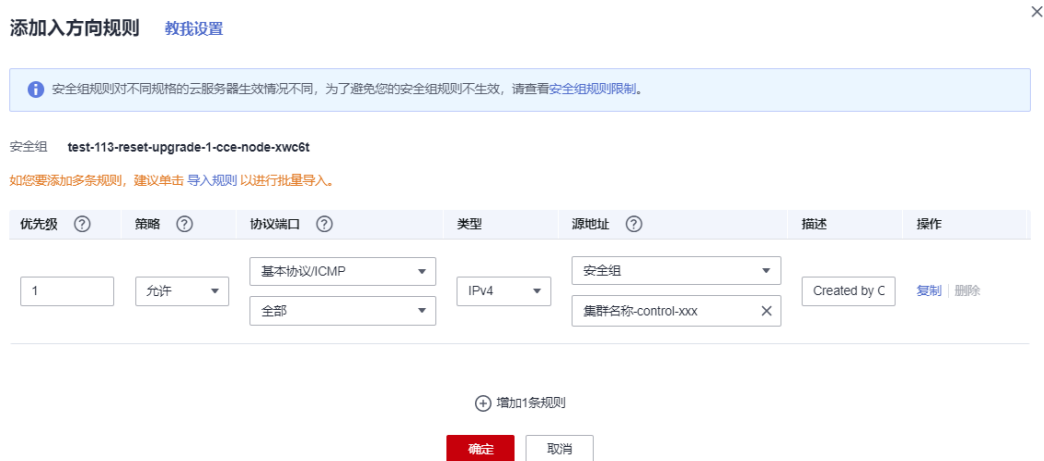 添加入方向规则 教我设置
安全组规则对不同规格的云服务器生效情况不同，为了避免您的安全组规则不生效，请查看安全组规则限制。
安全组 test-113-reset-upgrade-1-cce-node-xwc6t
如您要添加多条规则，建议单击 导入规则 以进行批量导入。
优先级 策略 协议端口 类型 源地址 描述 操作
基本协议/ICMP 安全组
1 允许 IPv4 Created by C 复制 删除
全部 集群名称-control-xxx
增加1条规则
确定 取消